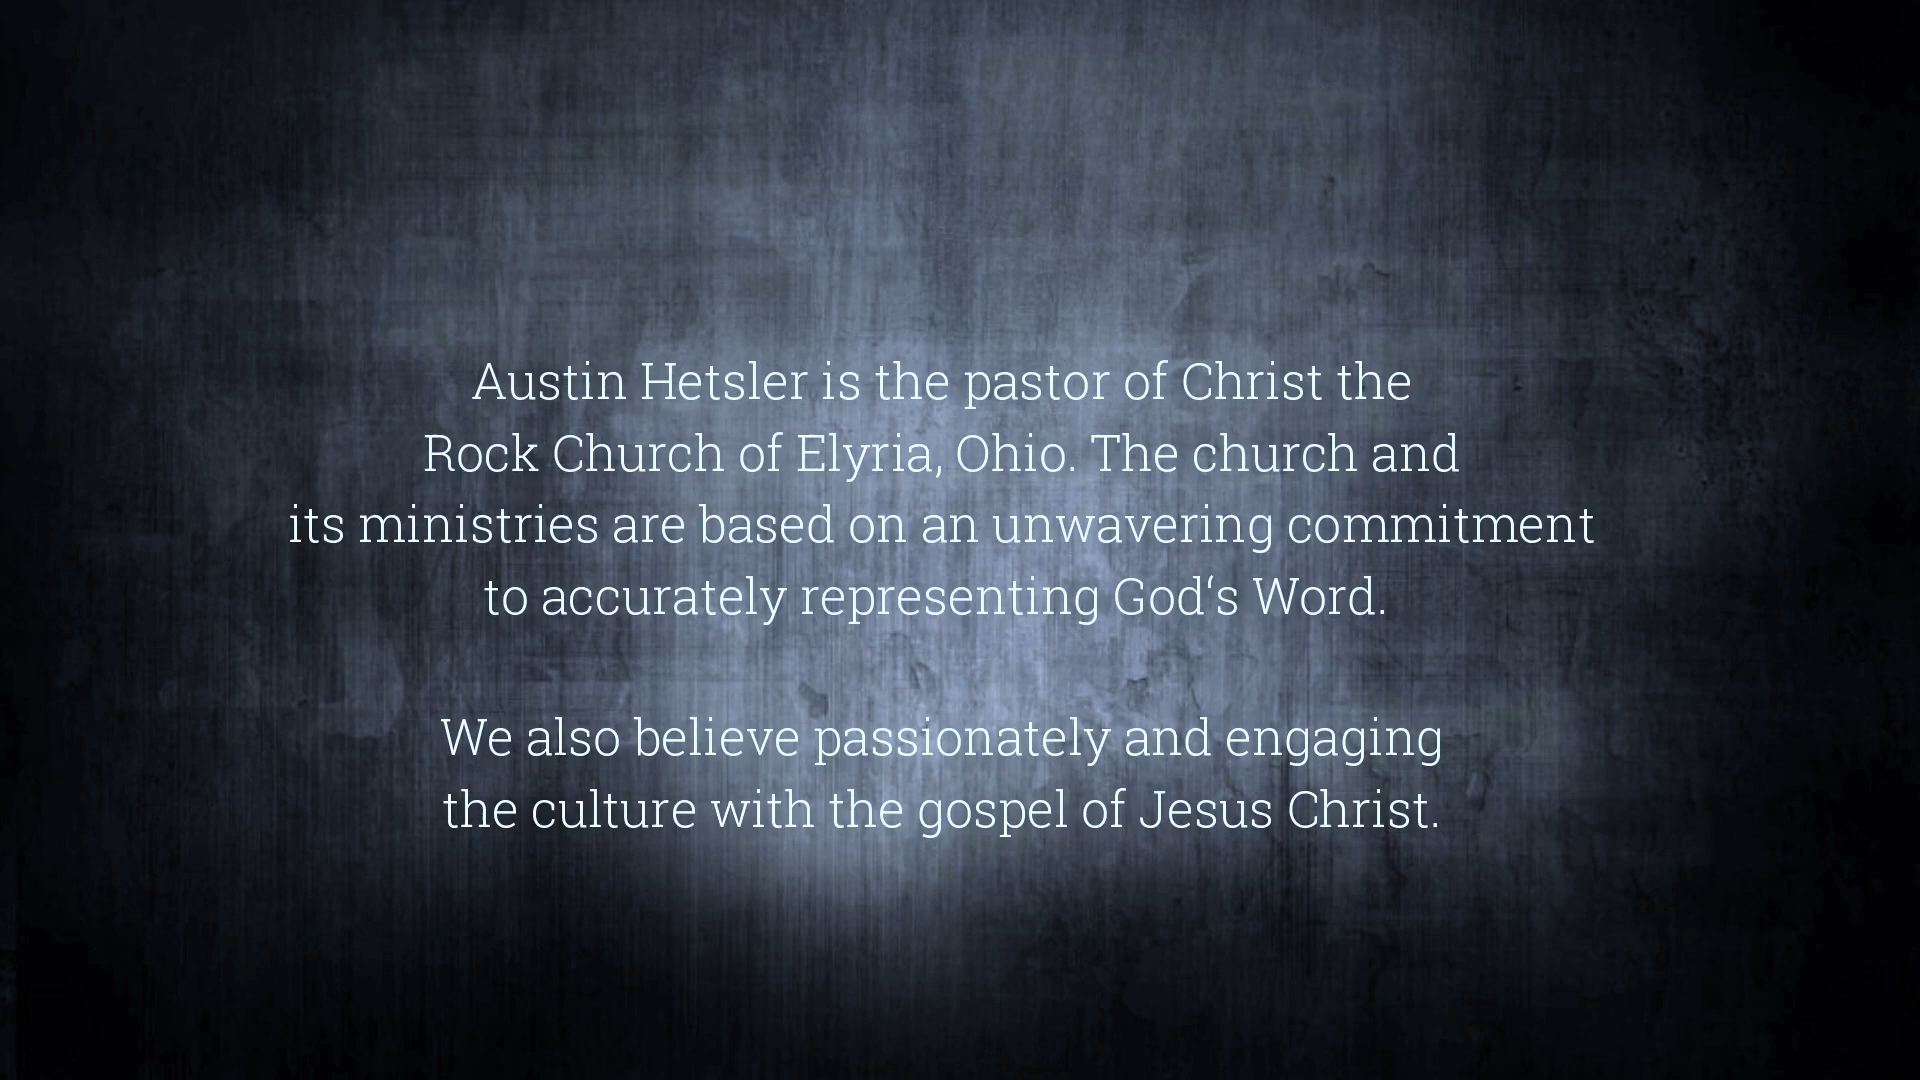 Austin Hetsler is the pastor of Christ the
Rock Church of Elyria, Ohio. The church and
its ministries are based on an unwavering commitment
to accurately representing God‘s Word.
We also believe passionately and engaging
the culture with the gospel of Jesus Christ.